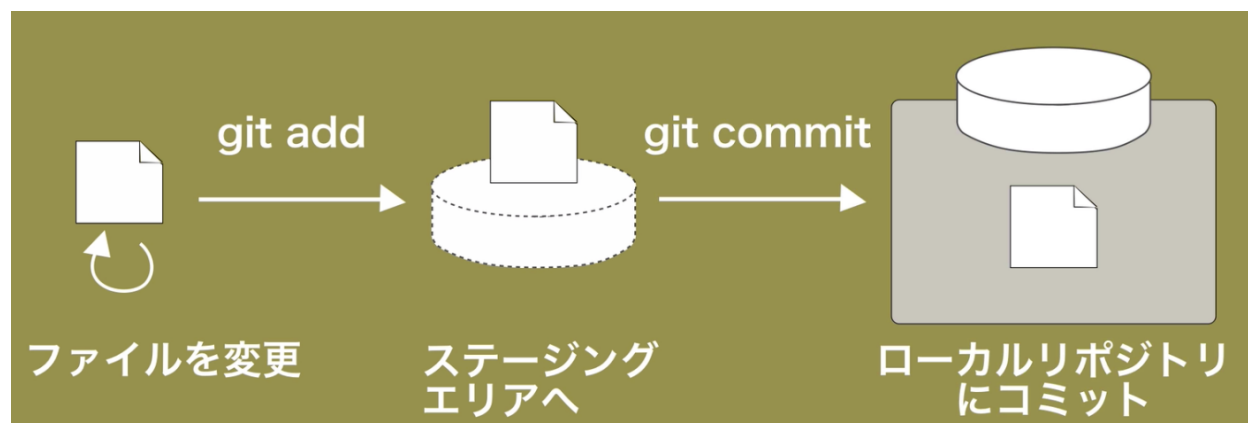 git add
git commit
ファイルを変更
ステージング
エリアへ
ローカルリポジトリ
にコミット